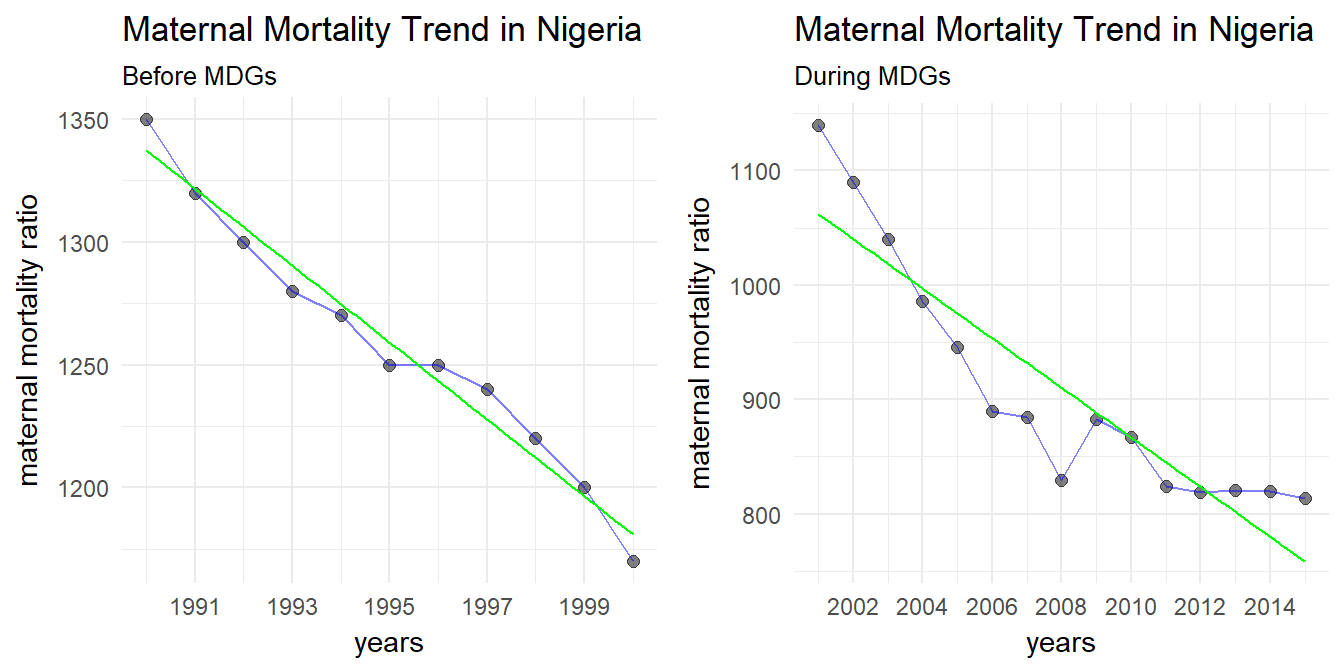 Maternal Mortality Trend in Nigeria
Before MDGs
maternal mortality ratio
1350
1300
1250
1200
1991 1993 1995 1997 1999
years
Maternal Mortality Trend in Nigeria
During MDGs
maternal mortality ratio
1100
1000
900
800
2002 2004 2006 2008 2010 2012 2014
years